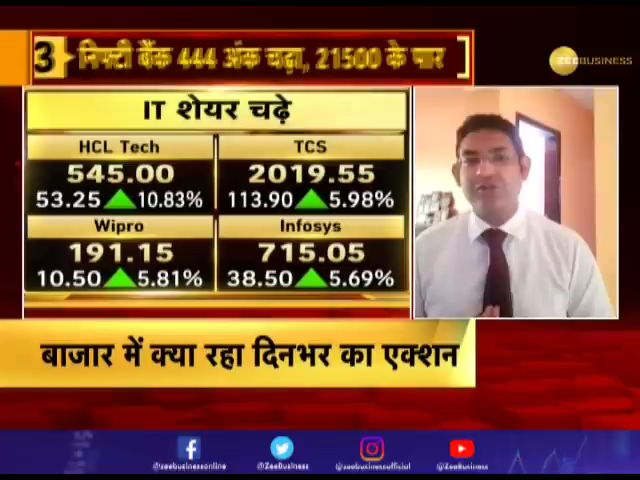 3 निफ्टी बैंक 444 अंक चढ़ा, 21500 के पार
ZEEBUSINESS
IT शेयर चढ़े
HCL Tech
545.00
53.25 10.83%
TCS
2019.55
113.90 5.98%
Wipro
191.15
10.50 5.81%
Infosys
715.05
38.50 5.69%
बाजार में क्या रहा दिनभर का एक्शन
@zeebusinessonline
@ZeeBusiness
@zeebusinessofficial
@ZeeBusiness